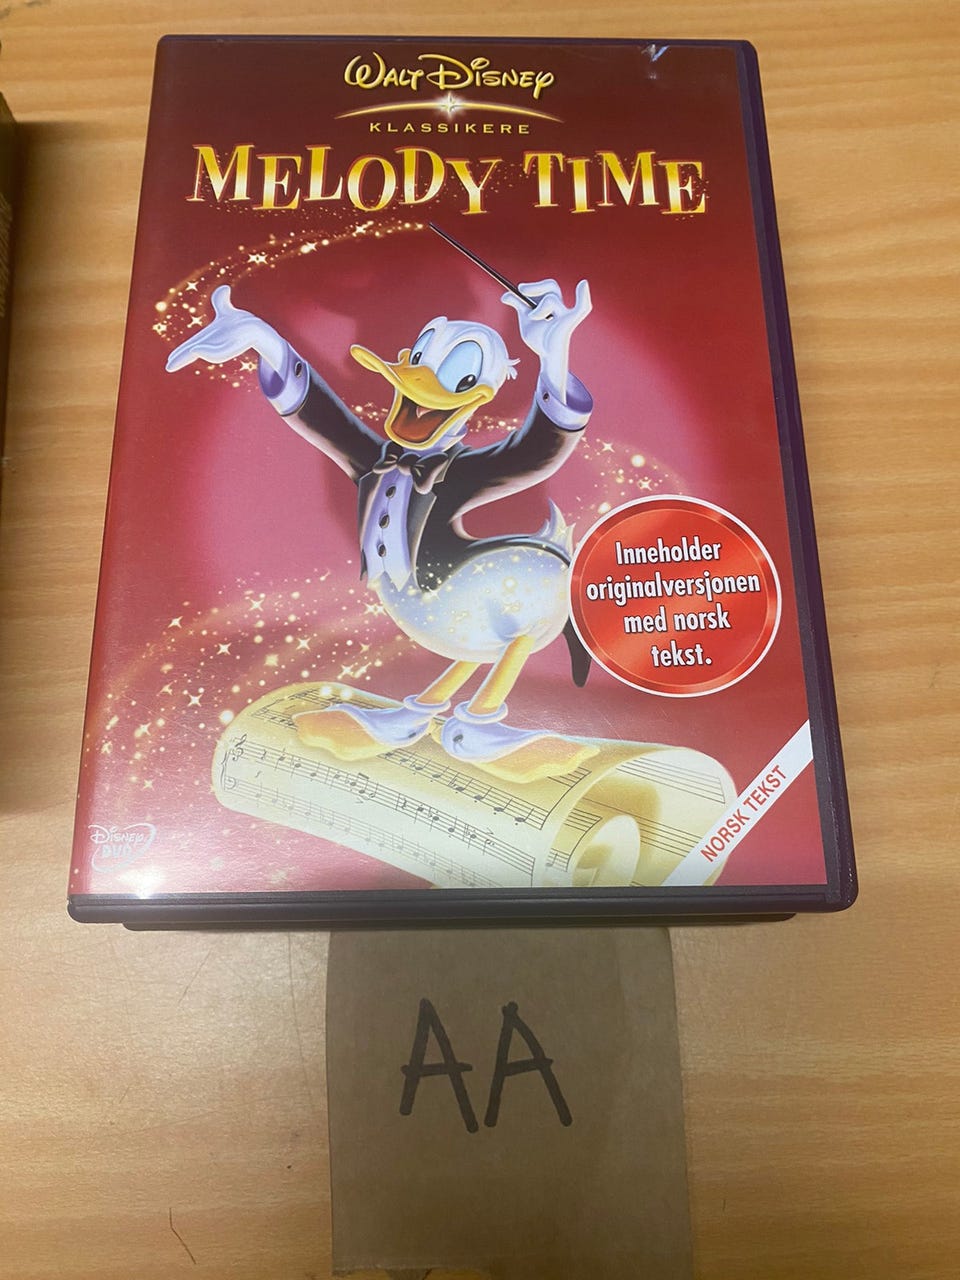 WALT DISNEY
KLASSIKERE
MELODY TIME
Inneholder
originalversjonen
med norsk
tekst.
NORSK TEKST
DISNEY
DVD
AA